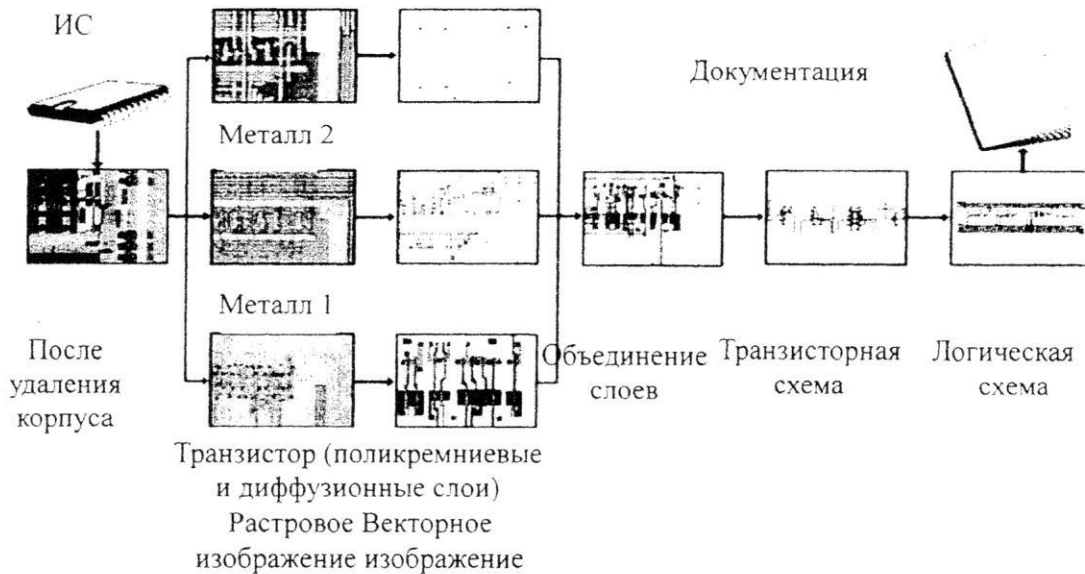 ИС
Документация
Металл 2
Металл 1
После
удаления
корпуса
Объединение
слоев
Транзисторная
схема
Логическая
схема
Транзистор (поликремниевые
и диффузионные слои)
Растровое Векторное
изображение изображение